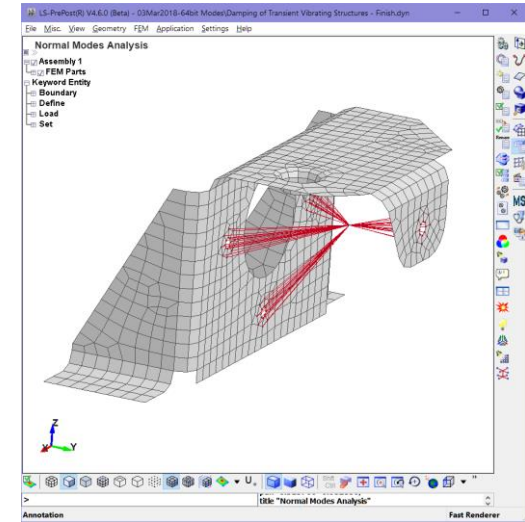 LS-PrePost(R) V4.6.0 (Beta) - 03Mar2018-64bit Modes\Damping of Transient Vibrating Structures - Finish.dyn
File Misc. View Geometry FEM Application Settings Help
Normal Modes Analysis
Assembly 1
FEM Parts
Keyword Entity
Boundary
Define
Load
Set
MS
Z
X Y
>
title "Normal Modes Analysis"
Annotation
Fast Renderer